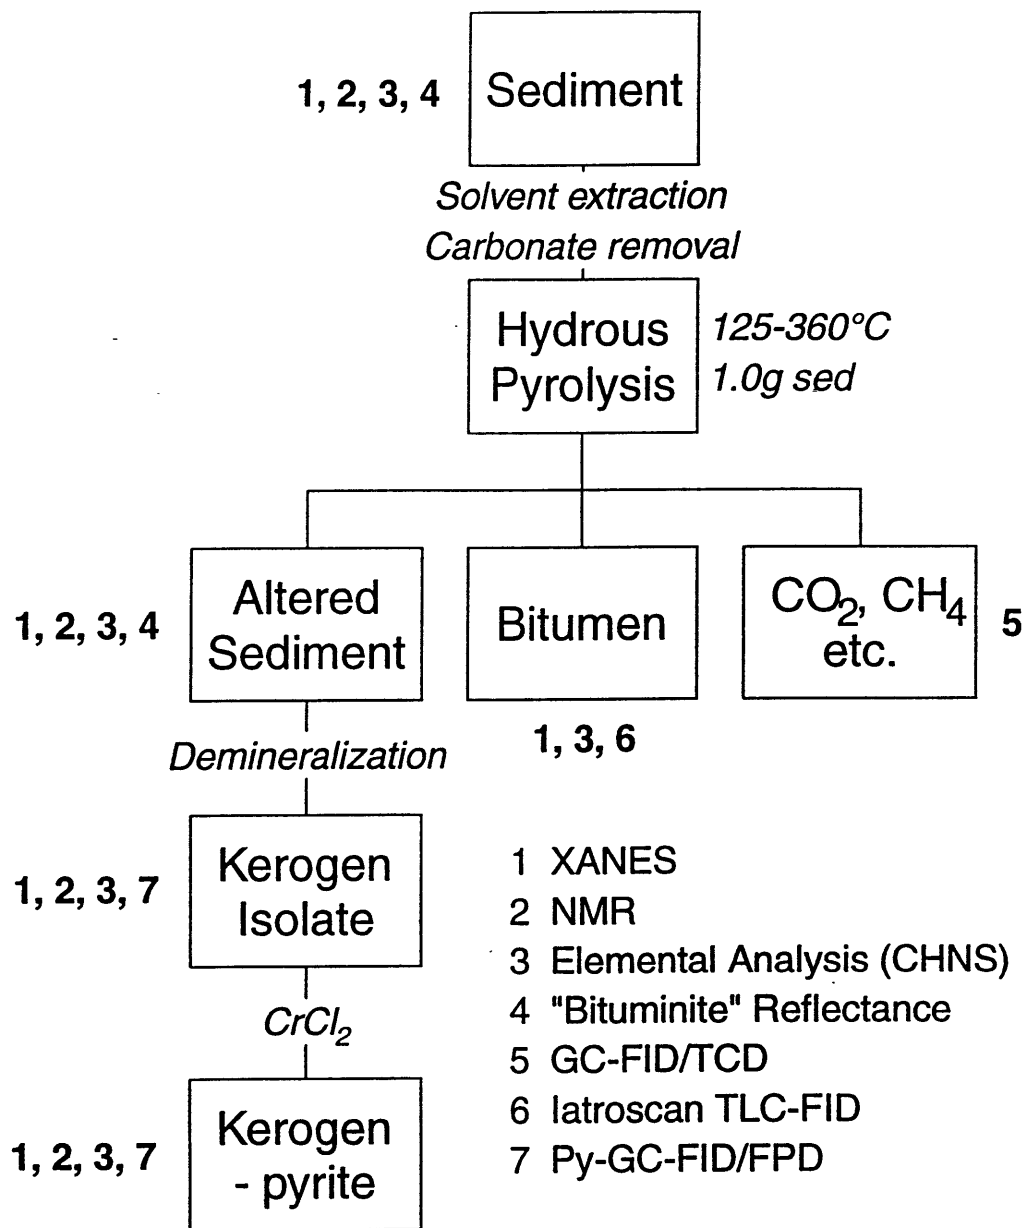 1, 2, 3, 4
Sediment
Solvent extraction
Carbonate removal
Hydrous
Pyrolysis
125-360°C
1.0g sed
1, 2, 3, 4
Altered
Sediment
Bitumen
1, 3, 6
CO₂, CH₄
etc.
5
Demineralization
1, 2, 3, 7
Kerogen
Isolate
CrCl₂
1, 2, 3, 7
Kerogen
- pyrite
1 XANES
2 NMR
3 Elemental Analysis (CHNS)
4 "Bituminite" Reflectance
5 GC-FID/TCD
6 Iatroscan TLC-FID
7 Py-GC-FID/FPD